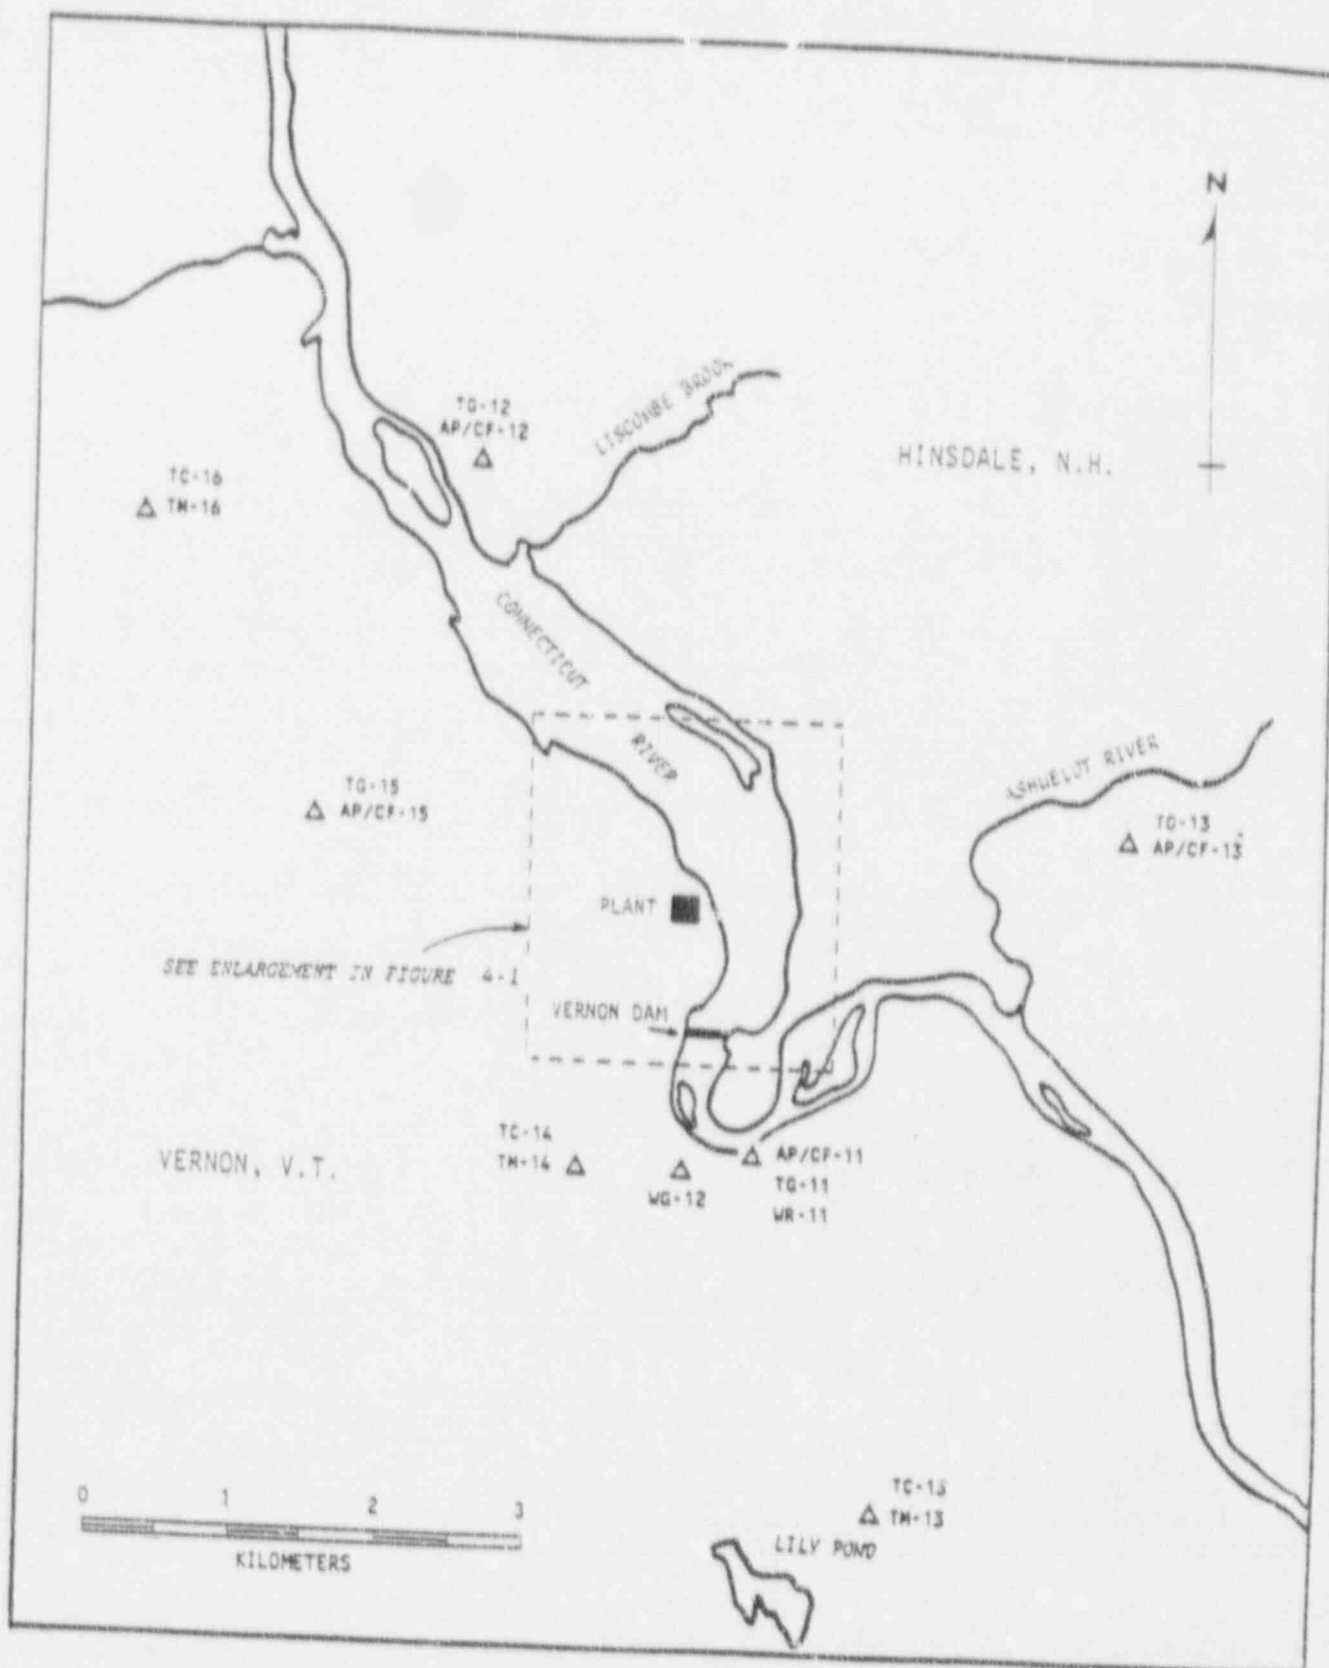 N
LISCOMBE BROOK
TG-12
AP/CF-12
HINSDALE, N.H.
TC-16
TM-16
CONNECTICUT
RIVER
ASHUELOT RIVER
TG-15
AP/CF-15
TG-13
AP/CF-13
PLANT
SEE ENLARGEMENT IN FIGURE 4-1
VERNON DAM
TC-14
TM-14
VERNON, V.T.
WG-12
AP/CF-11
TG-11
WR-11
0 1 2 3
KILOMETERS
TC-13
TM-13
LILY POND